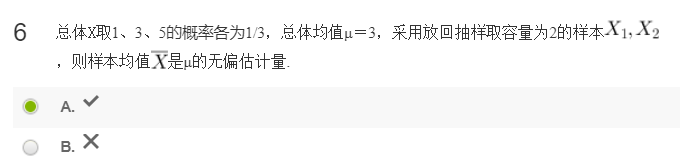 6 总体X取1、3、5的概率各为1/3，总体均值μ＝3，采用放回抽样取容量为2的样本X₁, X₂
，则样本均值X̅是μ的无偏估计量.
A. ✓
B. ✕